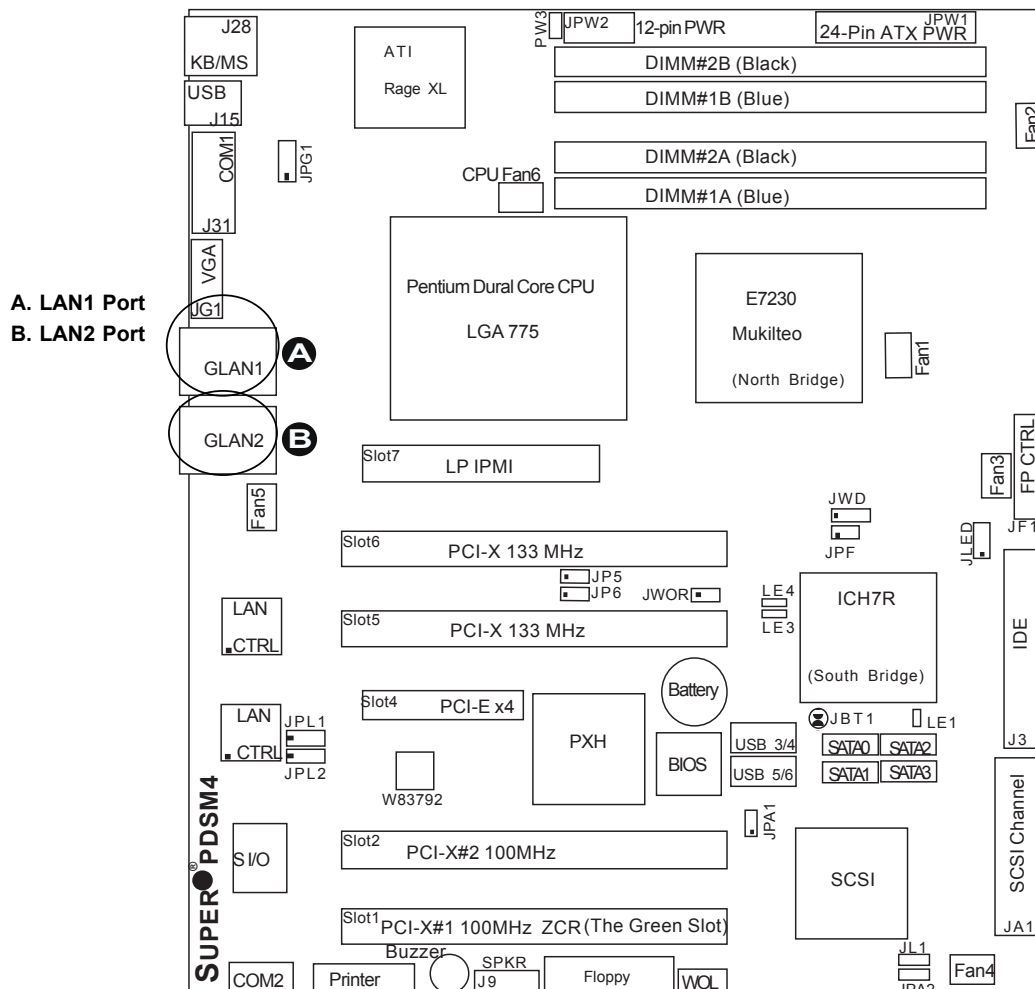 J28
KB/MS
USB
J15
COM1
J31
VGA
JG1
A. LAN1 Port
B. LAN2 Port
GLAN1
A
GLAN2
B
Fan5
JPG1
ATI
Rage XL
PW3
JPW2
12-pin PWR
JPW1
24-Pin ATX PWR
DIMM#2B (Black)
DIMM#1B (Blue)
DIMM#2A (Black)
DIMM#1A (Blue)
Fan2
CPU Fan6
Pentium Dural Core CPU
LGA 775
E7230
Mukilteo
(North Bridge)
Fan1
Slot7
LP IPMI
Fan3
FP CTRL
JF1
JLED
JWD
JPF
Slot6
PCI-X 133 MHz
JP5
JP6
JWOR
LE4
LE3
ICH7R
(South Bridge)
IDE
J3
LAN
CTRL
Slot5
PCI-X 133 MHz
Slot4
PCI-E x4
Battery
PXH
BIOS
USB 3/4
USB 5/6
JBT1
LE1
SATA0
SATA2
SATA1
SATA3
LAN
CTRL
JPL1
JPL2
W83792
JPA1
SCSI Channel
JA1
SUPER® PDSM4
S I/O
Slot2
PCI-X#2 100MHz
SCSI
Slot1
PCI-X#1 100MHz ZCR (The Green Slot)
Buzzer
SPKR
J9
COM2
Printer
Floppy
WOL
JL1
JPA2
Fan4